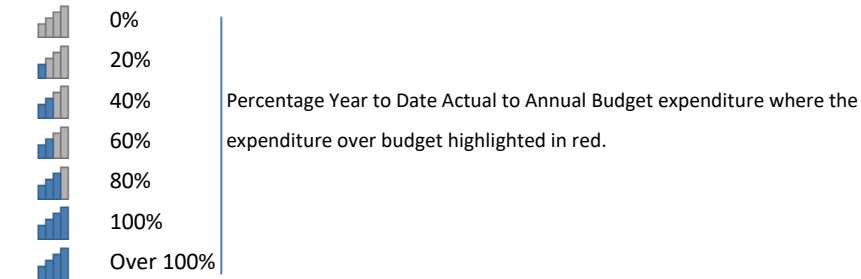 0%
20%
40%
Percentage Year to Date Actual to Annual Budget expenditure where the
60%
expenditure over budget highlighted in red.
80%
100%
Over 100%